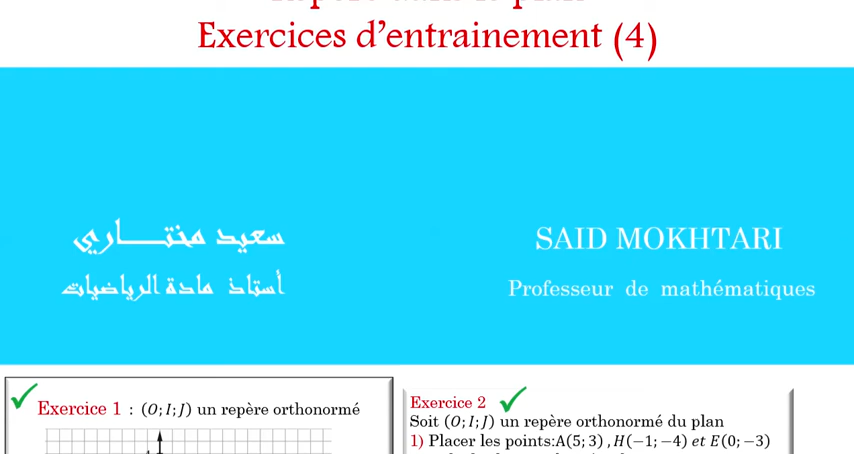 Exercices d’entrainement (4)
سعيد مختاري
أستاذ مادة الرياضيات
SAID MOKHTARI
Professeur de mathématiques
Exercice 1 : (O; I; J) un repère orthonormé
Exercice 2
Soit (O; I; J) un repère orthonormé du plan
1) Placer les points:A(5; 3) , H(−1; −4) et E(0; −3)